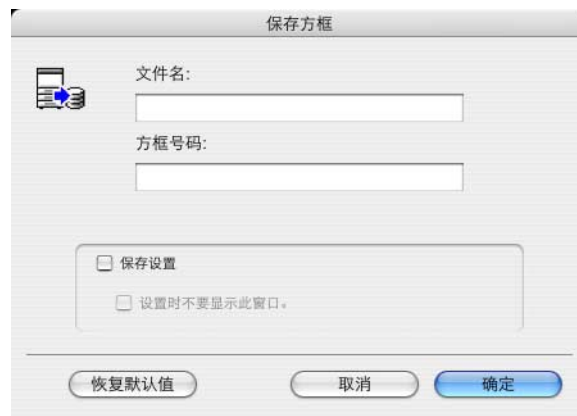 保存方框
文件名:
方框号码:
保存设置
设置时不要显示此窗口。
恢复默认值
取消
确定